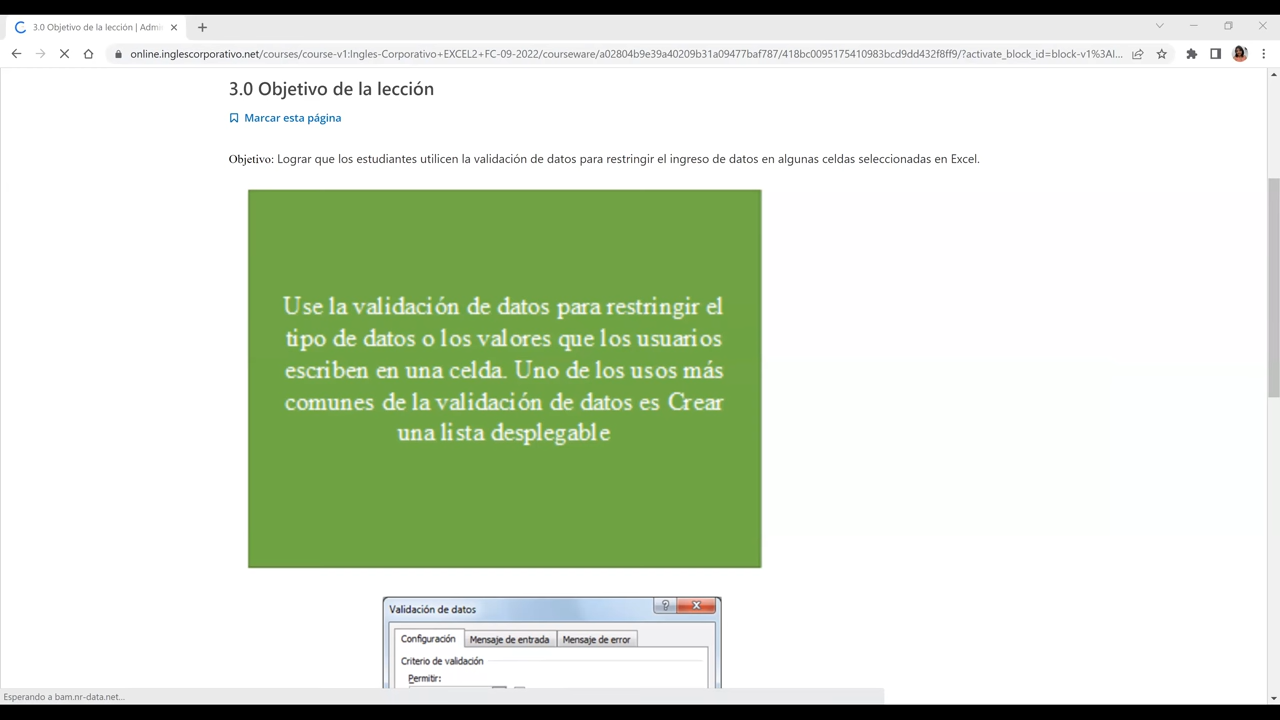 3.0 Objetivo de la lección | Admi
online.inglescorporativo.net/courses/course-v1:Ingles-Corporativo+EXCEL2+FC-09-2022/courseware/a02804b9e39a40209b31a09477baf787/418bc0095175410983bcd9dd432f8ff9/?activate_block_id=block-v1%3Al...
3.0 Objetivo de la lección
Marcar esta página
Objetivo: Lograr que los estudiantes utilicen la validación de datos para restringir el ingreso de datos en algunas celdas seleccionadas en Excel.
Use la validación de datos para restringir el
tipo de datos o los valores que los usuarios
escriben en una celda. Uno de los usos más
comunes de la validación de datos es Crear
una lista desplegable
Validación de datos
Configuración Mensaje de entrada Mensaje de error
Criterio de validación
Permitir:
Esperando a bam.nr-data.net...